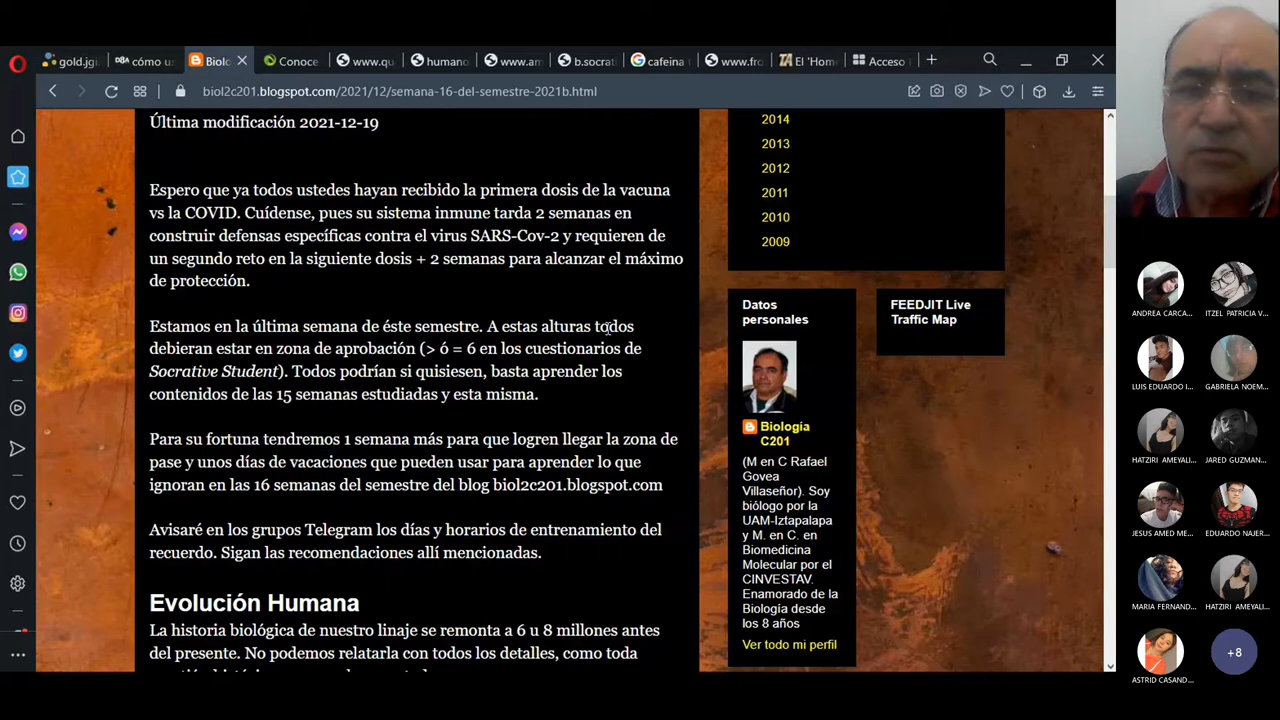 gold.jgi
cómo us
Biolo
Conoce
www.qu
humano
www.am
b.socrati
cafeina f
www.fro
El 'Home
Acceso
biol2c201.blogspot.com/2021/12/semana-16-del-semestre-2021b.html
Última modificación 2021-12-19
Espero que ya todos ustedes hayan recibido la primera dosis de la vacuna
vs la COVID. Cuídense, pues su sistema inmune tarda 2 semanas en
construir defensas específicas contra el virus SARS-Cov-2 y requieren de
un segundo reto en la siguiente dosis + 2 semanas para alcanzar el máximo
de protección.
Estamos en la última semana de éste semestre. A estas alturas todos
debieran estar en zona de aprobación (> ó = 6 en los cuestionarios de
Socrative Student). Todos podrían si quisiesen, basta aprender los
contenidos de las 15 semanas estudiadas y esta misma.
Para su fortuna tendremos 1 semana más para que logren llegar la zona de
pase y unos días de vacaciones que pueden usar para aprender lo que
ignoran en las 16 semanas del semestre del blog biol2c201.blogspot.com
Avisaré en los grupos Telegram los días y horarios de entrenamiento del
recuerdo. Sigan las recomendaciones allí mencionadas.
Evolución Humana
La historia biológica de nuestro linaje se remonta a 6 u 8 millones antes
del presente. No podemos relatarla con todos los detalles, como toda
2014
2013
2012
2011
2010
2009
Datos
personales
Biología
C201
(M en C Rafael
Govea
Villaseñor). Soy
biólogo por la
UAM-Iztapalapa
y M. en C. en
Biomedicina
Molecular por el
CINVESTAV.
Enamorado de la
Biología desde
los 8 años
Ver todo mi perfil
FEEDJIT Live
Traffic Map
ANDREA CARCA...
ITZEL PATRICIA V...
LUIS EDUARDO I...
GABRIELA NOEM...
HATZIRI AMEYALI...
JARED GUZMAN...
JESUS AMED ME...
EDUARDO NAJER...
MARIA FERNAND...
HATZIRI AMEYALI...
ASTRID CASAND...
+8